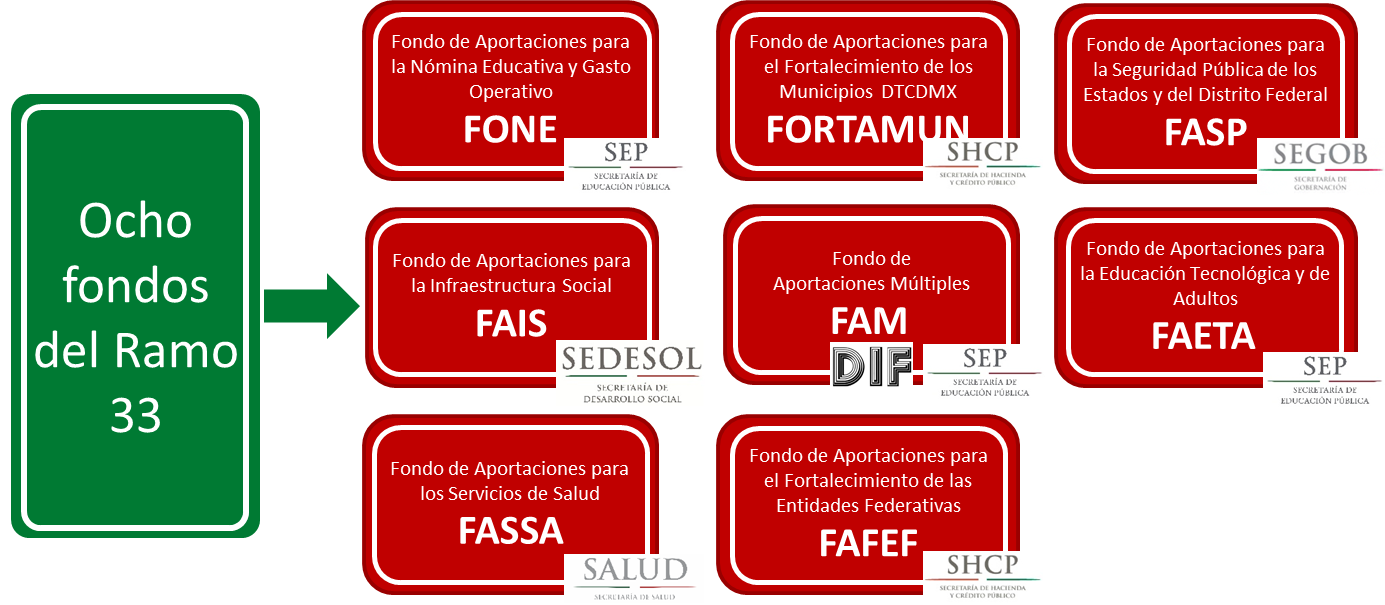 Ocho
fondos
del Ramo
33
Fondo de Aportaciones para
la Nómina Educativa y Gasto
Operativo
FONE
SEP
SECRETARÍA DE
EDUCACIÓN PÚBLICA
Fondo de Aportaciones para
el Fortalecimiento de los
Municipios DTCDMX
FORTAMUN
SHCP
SECRETARÍA DE HACIENDA
Y CRÉDITO PÚBLICO
Fondo de Aportaciones para
la Seguridad Pública de los
Estados y del Distrito Federal
FASP
SEGOB
SECRETARÍA DE
GOBERNACIÓN
Fondo de Aportaciones para
la Infraestructura Social
FAIS
SEDESOL
SECRETARÍA DE
DESARROLLO SOCIAL
Fondo de
Aportaciones Múltiples
FAM
DIF
SEP
SECRETARÍA DE
EDUCACIÓN PÚBLICA
Fondo de Aportaciones para
la Educación Tecnológica y de
Adultos
FAETA
SEP
SECRETARÍA DE
EDUCACIÓN PÚBLICA
Fondo de Aportaciones para
los Servicios de Salud
FASSA
SALUD
SECRETARÍA DE SALUD
Fondo de Aportaciones para
el Fortalecimiento de las
Entidades Federativas
FAFEF
SHCP
SECRETARÍA DE HACIENDA
Y CRÉDITO PÚBLICO